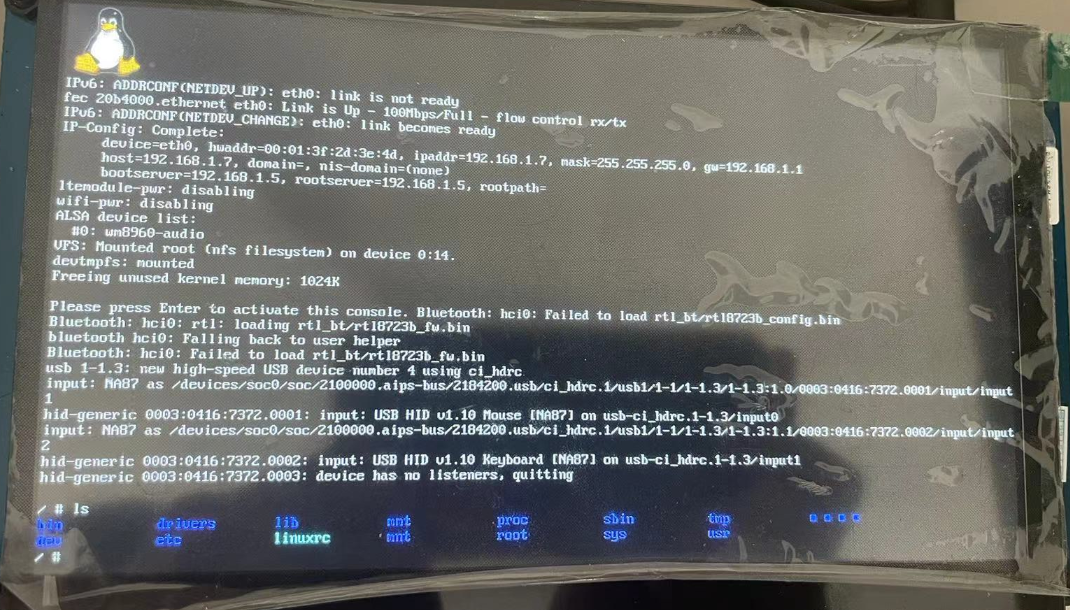 IPv6: ADDRCONF(NETDEV_UP): eth0: link is not ready
fec 20b4000.ethernet eth0: Link is Up - 100Mbps/Full - flow control rx/tx
IPv6: ADDRCONF(NETDEV_CHANGE): eth0: link becomes ready
IP-Config: Complete:
device=eth0, hwaddr=00:01:3f:2d:3e:4d, ipaddr=192.168.1.7, mask=255.255.255.0, gw=192.168.1.1
host=192.168.1.7, domain=, nis-domain=(none)
bootserver=192.168.1.5, rootserver=192.168.1.5, rootpath=
ltemodule-pwr: disabling
wifi-pwr: disabling
ALSA device list:
#0: wm8960-audio
VFS: Mounted root (nfs filesystem) on device 0:14.
devtmpfs: mounted
Freeing unused kernel memory: 1024K
Please press Enter to activate this console. Bluetooth: hci0: Failed to load rtl_bt/rtl8723b_config.bin
Bluetooth: hci0: rtl: loading rtl_bt/rtl8723b_fw.bin
bluetooth hci0: Falling back to user helper
Bluetooth: hci0: Failed to load rtl_bt/rtl8723b_fw.bin
usb 1-1.3: new high-speed USB device number 4 using ci_hdrc
input: NA87 as /devices/soc0/soc/2100000.aips-bus/2184200.usb/ci_hdrc.1/usb1/1-1/1-1.3/1-1.3:1.0/0003:0416:7372.0001/input/input
1
hid-generic 0003:0416:7372.0001: input: USB HID v1.10 Mouse [NA87] on usb-ci_hdrc.1-1.3/input0
input: NA87 as /devices/soc0/soc/2100000.aips-bus/2184200.usb/ci_hdrc.1/usb1/1-1/1-1.3/1-1.3:1.1/0003:0416:7372.0002/input/input
2
hid-generic 0003:0416:7372.0002: input: USB HID v1.10 Keyboard [NA87] on usb-ci_hdrc.1-1.3/input1
hid-generic 0003:0416:7372.0003: device has no listeners, quitting
/ # ls
bin drivers lib mnt proc sbin tmp
dev etc linuxrc mnt root sys usr
/ #